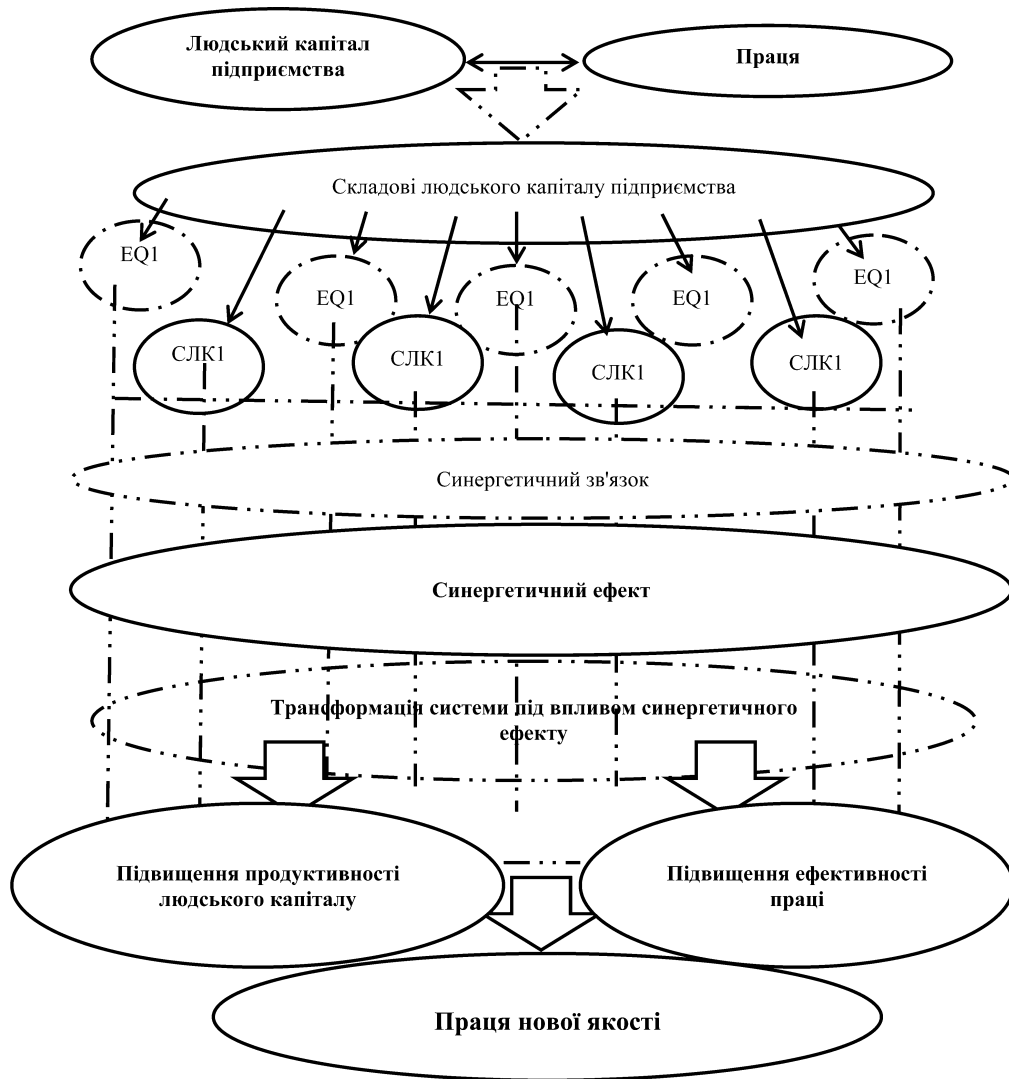 Людський капітал
підприємства
Праця
Складові людського капіталу підприємства
EQ1
EQ1
EQ1
EQ1
EQ1
СЛК1
СЛК1
СЛК1
СЛК1
Синергетичний зв'язок
Синергетичний ефект
Трансформація системи під впливом синергетичного
ефекту
Підвищення продуктивності
людського капіталу
Підвищення ефективності
праці
Праця нової якості